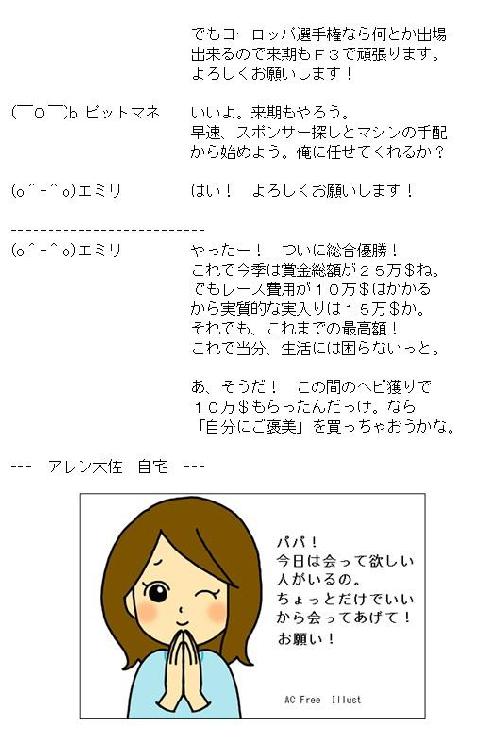 でもヨーロッパ選手権なら何とか出場
出来るので来期もＦ３で頑張ります。
よろしくお願いします！
(￣０￣)b ピットマネ いいよ。来期もやろう。
早速、スポンサー探しとマシンの手配
から始めよう。俺に任せてくれるか？
(o＾-＾o)エミリ はい！　よろしくお願いします！
---------------------------
(o＾-＾o)エミリ やったー！　ついに総合優勝！
これで今季は賞金総額が２５万＄ね。
でもレース費用が１０万＄はかかる
から実質的な実入りは１５万＄か。
それでも、これまでの最高額！
これで当分、生活には困らないっと。
あ、そうだ！　この間のヘビ獲りで
１０万＄もらったんだっけ。なら
「自分にご褒美」を買っちゃおうかな。
---　アレン大佐　自宅　---
パパ！
今日は会って欲しい
人がいるの。
ちょっとだけでいい
から会ってあげて！
お願い！
AC Free Illust